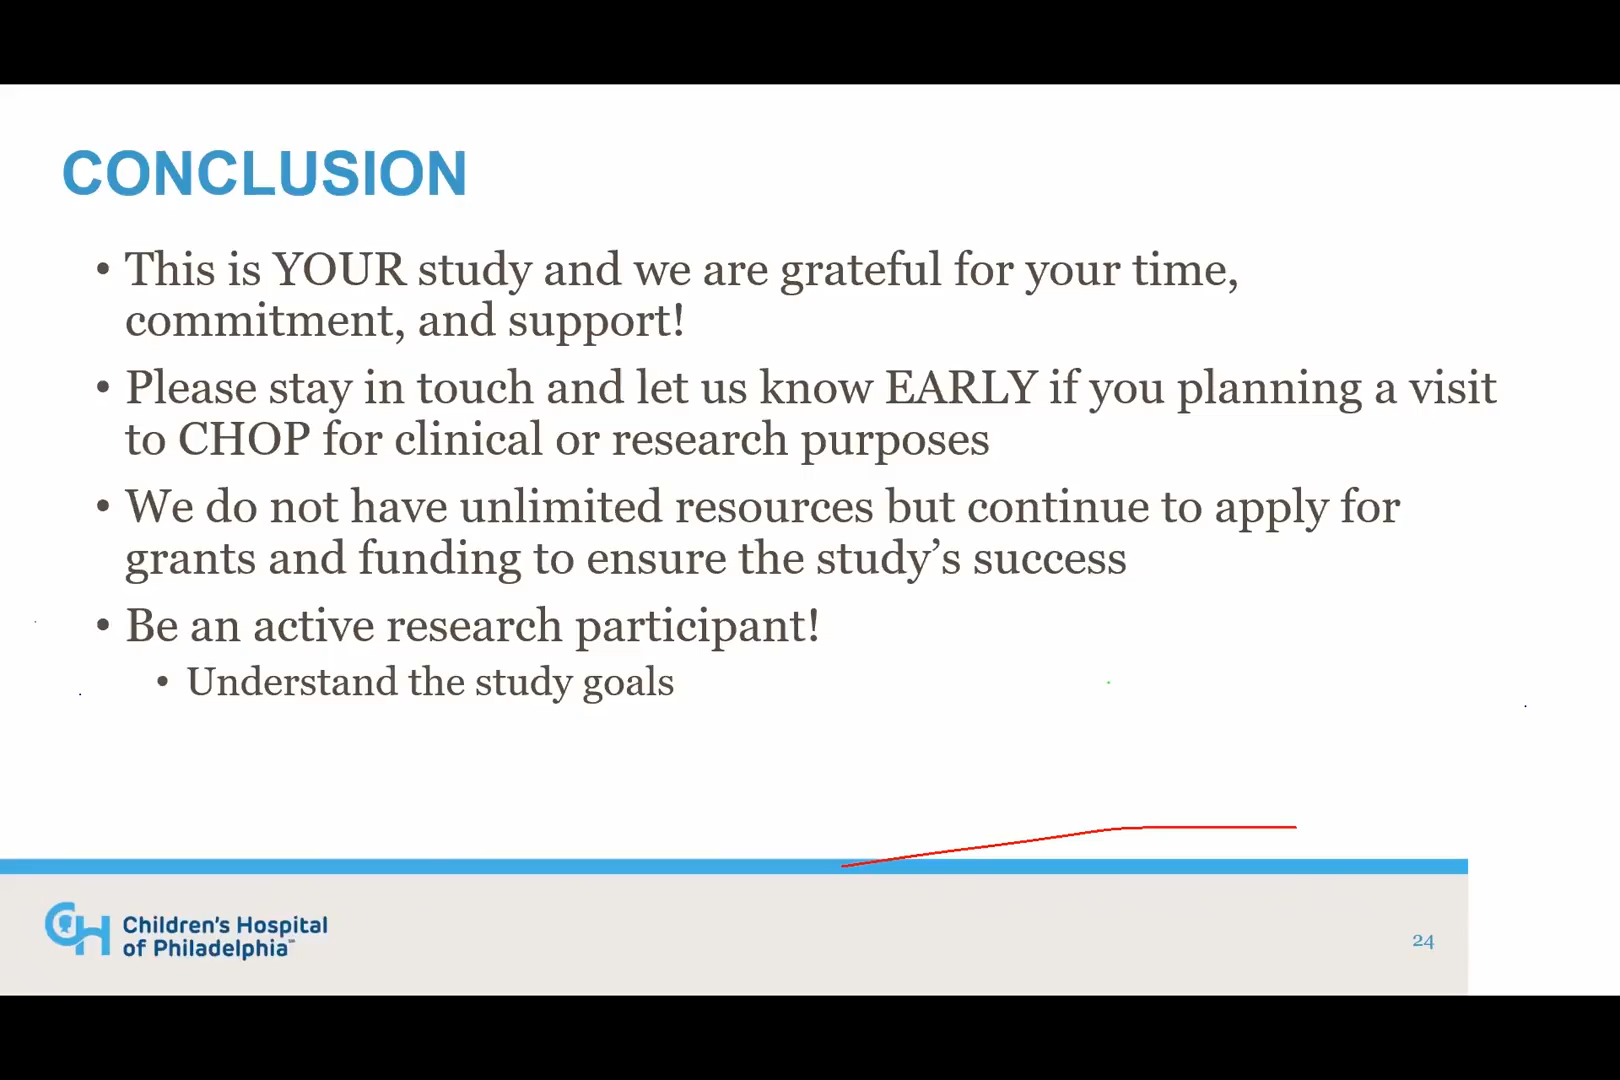 CONCLUSION
• This is YOUR study and we are grateful for your time,
commitment, and support!
• Please stay in touch and let us know EARLY if you planning a visit
to CHOP for clinical or research purposes
• We do not have unlimited resources but continue to apply for
grants and funding to ensure the study’s success
• Be an active research participant!
• Understand the study goals
Children's Hospital
of Philadelphia℠
24